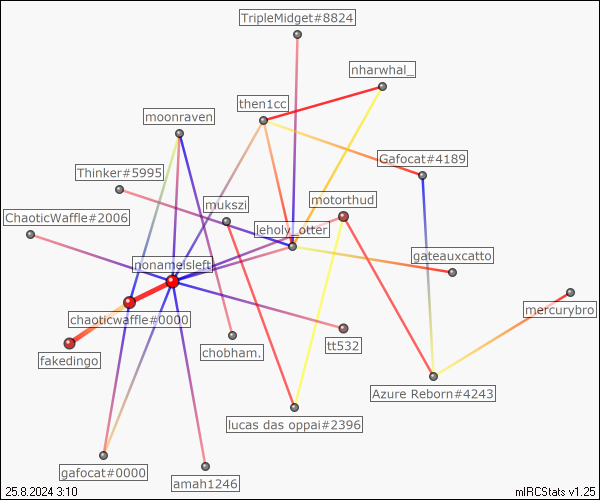 TripleMidget#8824
nharwhal_
then1cc
moonraven
Gafocat#4189
Thinker#5995
motorthud
mukszi
ChaoticWaffle#2006
leholy_otter
gateauxcatto
nonameisleft
mercurybro
chaoticwaffle#0000
tt532
chobham.
fakedingo
Azure Reborn#4243
lucas das oppai#2396
gafocat#0000
amah1246
25.8.2024 3:10
mIRCStats v1.25